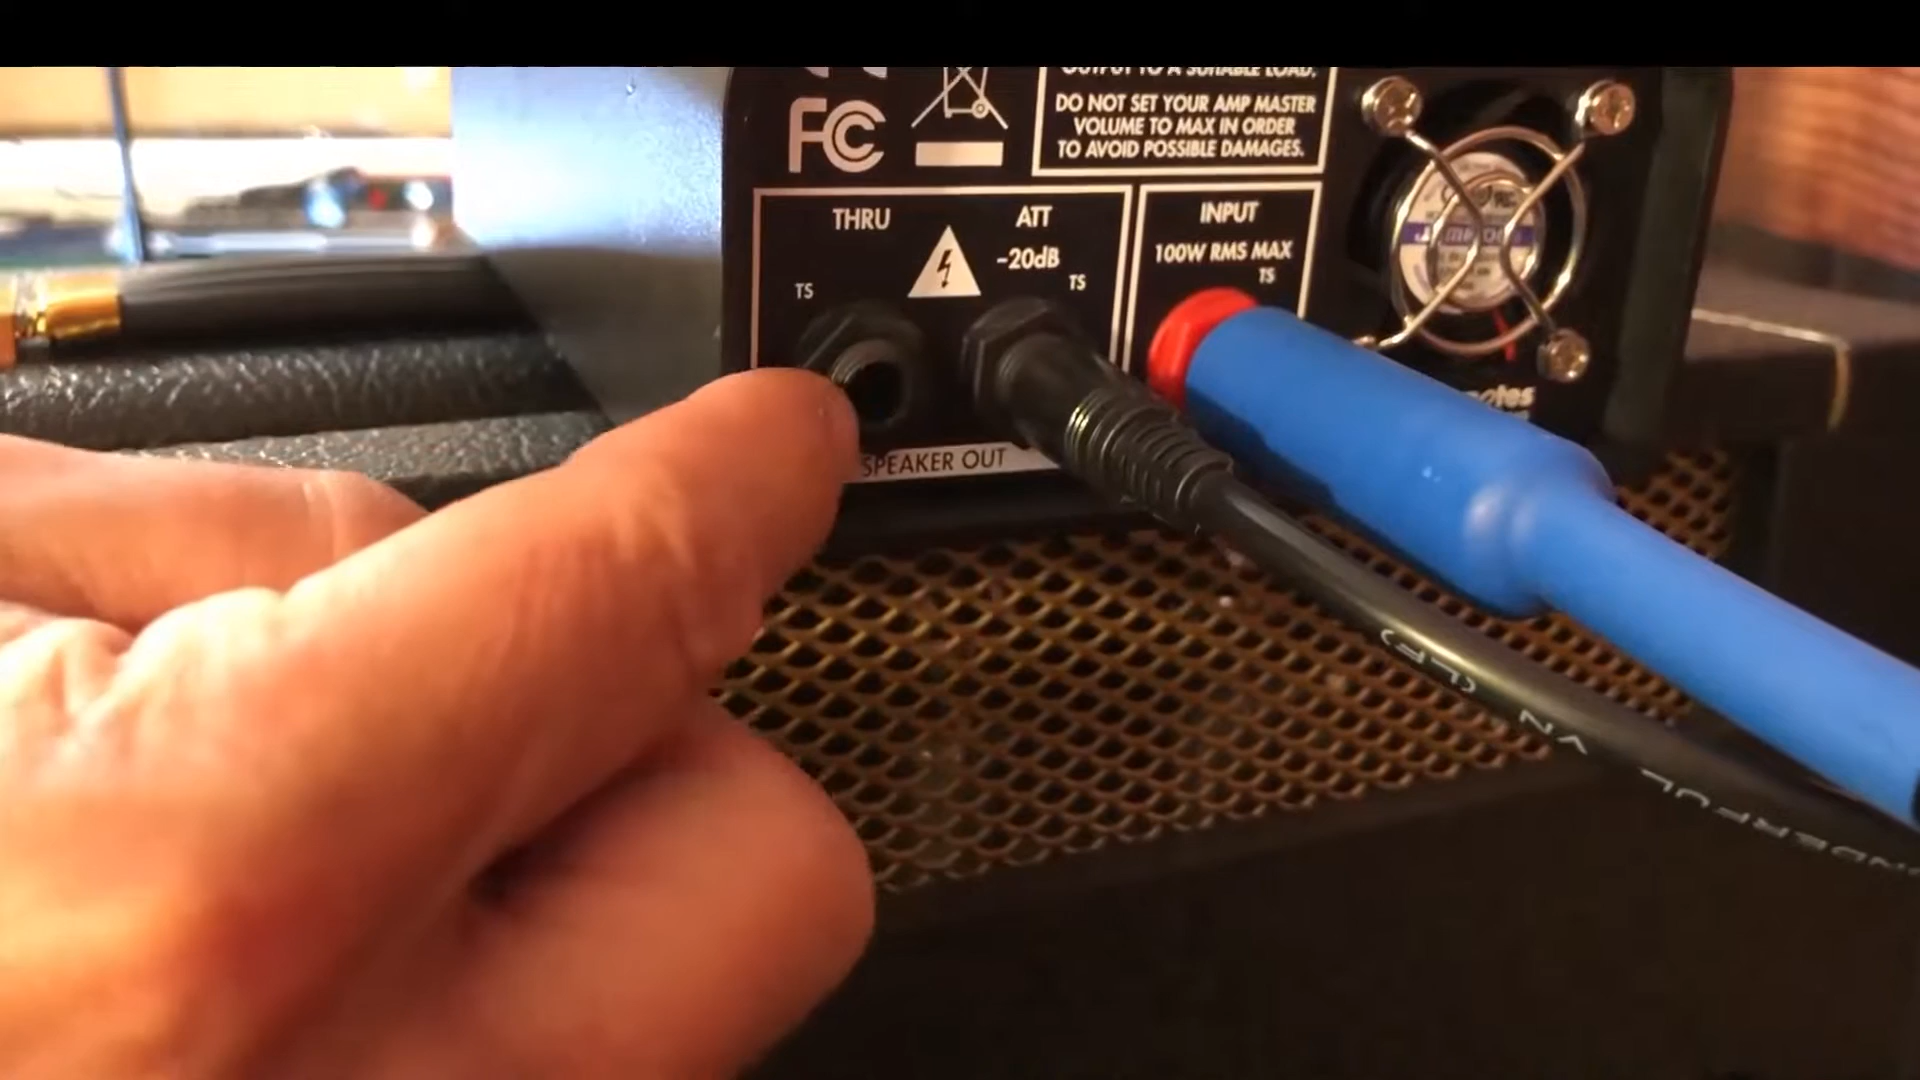 OUTPUT TO A SUITABLE LOAD,
DO NOT SET YOUR AMP MASTER
VOLUME TO MAX IN ORDER
TO AVOID POSSIBLE DAMAGES.
FC
THRU
ATT
-20dB
TS
TS
INPUT
100W RMS MAX
TS
SPEAKER OUT
(LF)